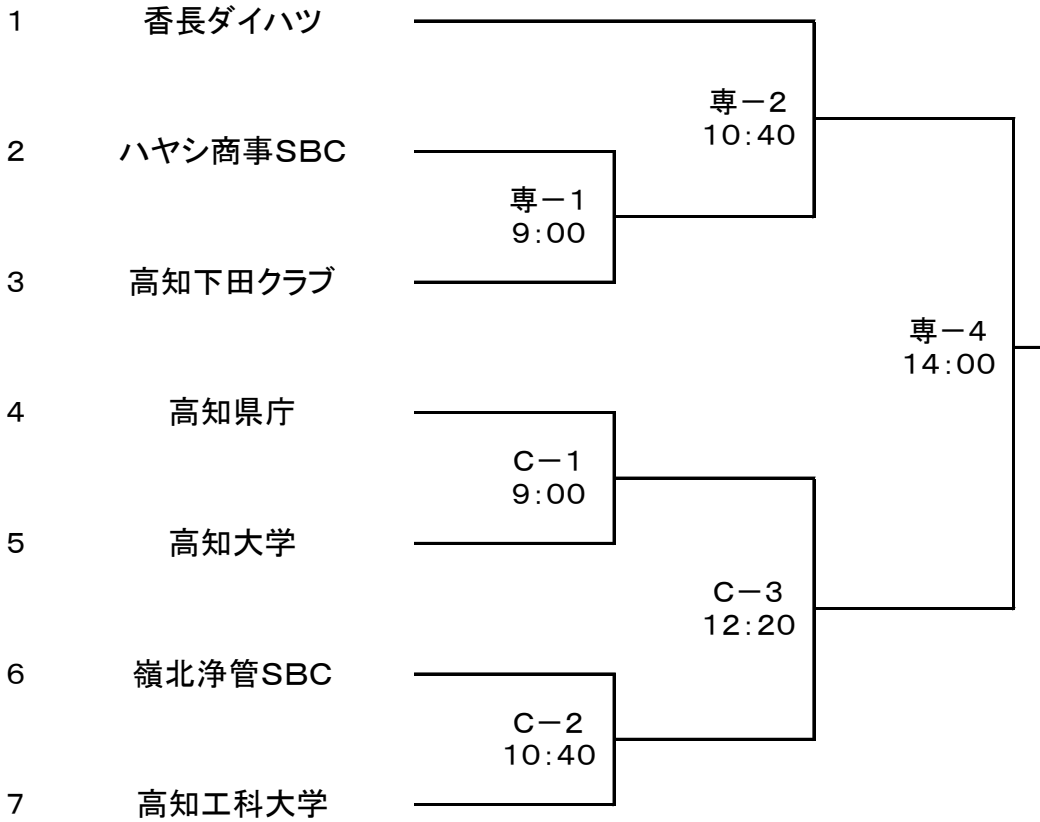 １ 香長ダイハツ
専－２
１０：４０
２ ハヤシ商事ＳＢＣ
専－１
９：００
３ 高知下田クラブ
専－４
１４：００
４ 高知県庁
Ｃ－１
９：００
５ 高知大学
Ｃ－３
１２：２０
６ 嶺北浄管ＳＢＣ
Ｃ－２
１０：４０
７ 高知工科大学